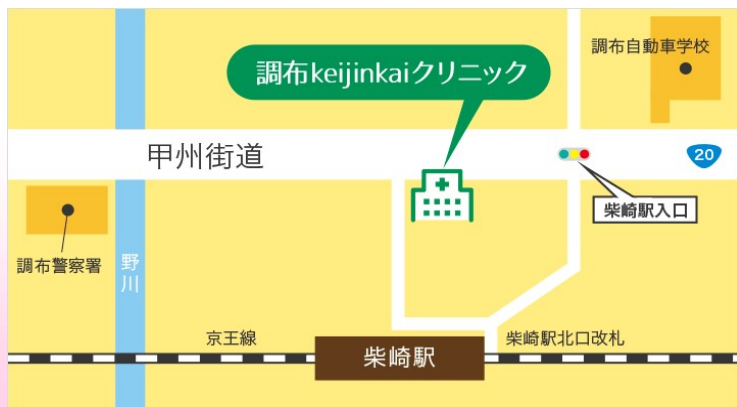 調布自動車学校
調布keijinkaiクリニック
甲州街道
20
柴崎駅入口
調布警察署
野川
京王線
柴崎駅北口改札
柴崎駅